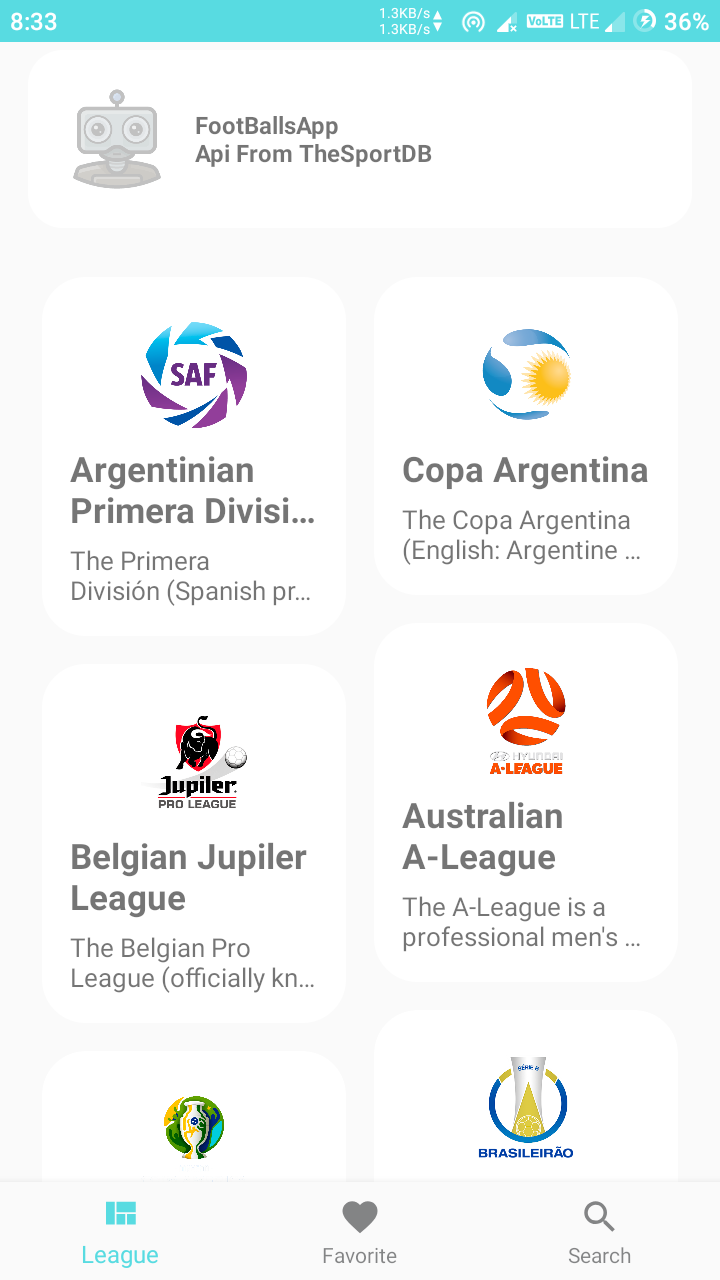 8:33
1.3KB/s
1.3KB/s
VoLTE LTE 36%
FootBallsApp
Api From TheSportDB
SAF
Argentinian
Primera Divisi…
The Primera
División (Spanish pr…
Copa Argentina
The Copa Argentina
(English: Argentine …
Jupiler
PRO LEAGUE
Belgian Jupiler
League
The Belgian Pro
League (officially kn…
HYUNDAI
A-LEAGUE
Australian
A-League
The A-League is a
professional men's …
SÉRIE B
BRASILEIRÃO
League
Favorite
Search